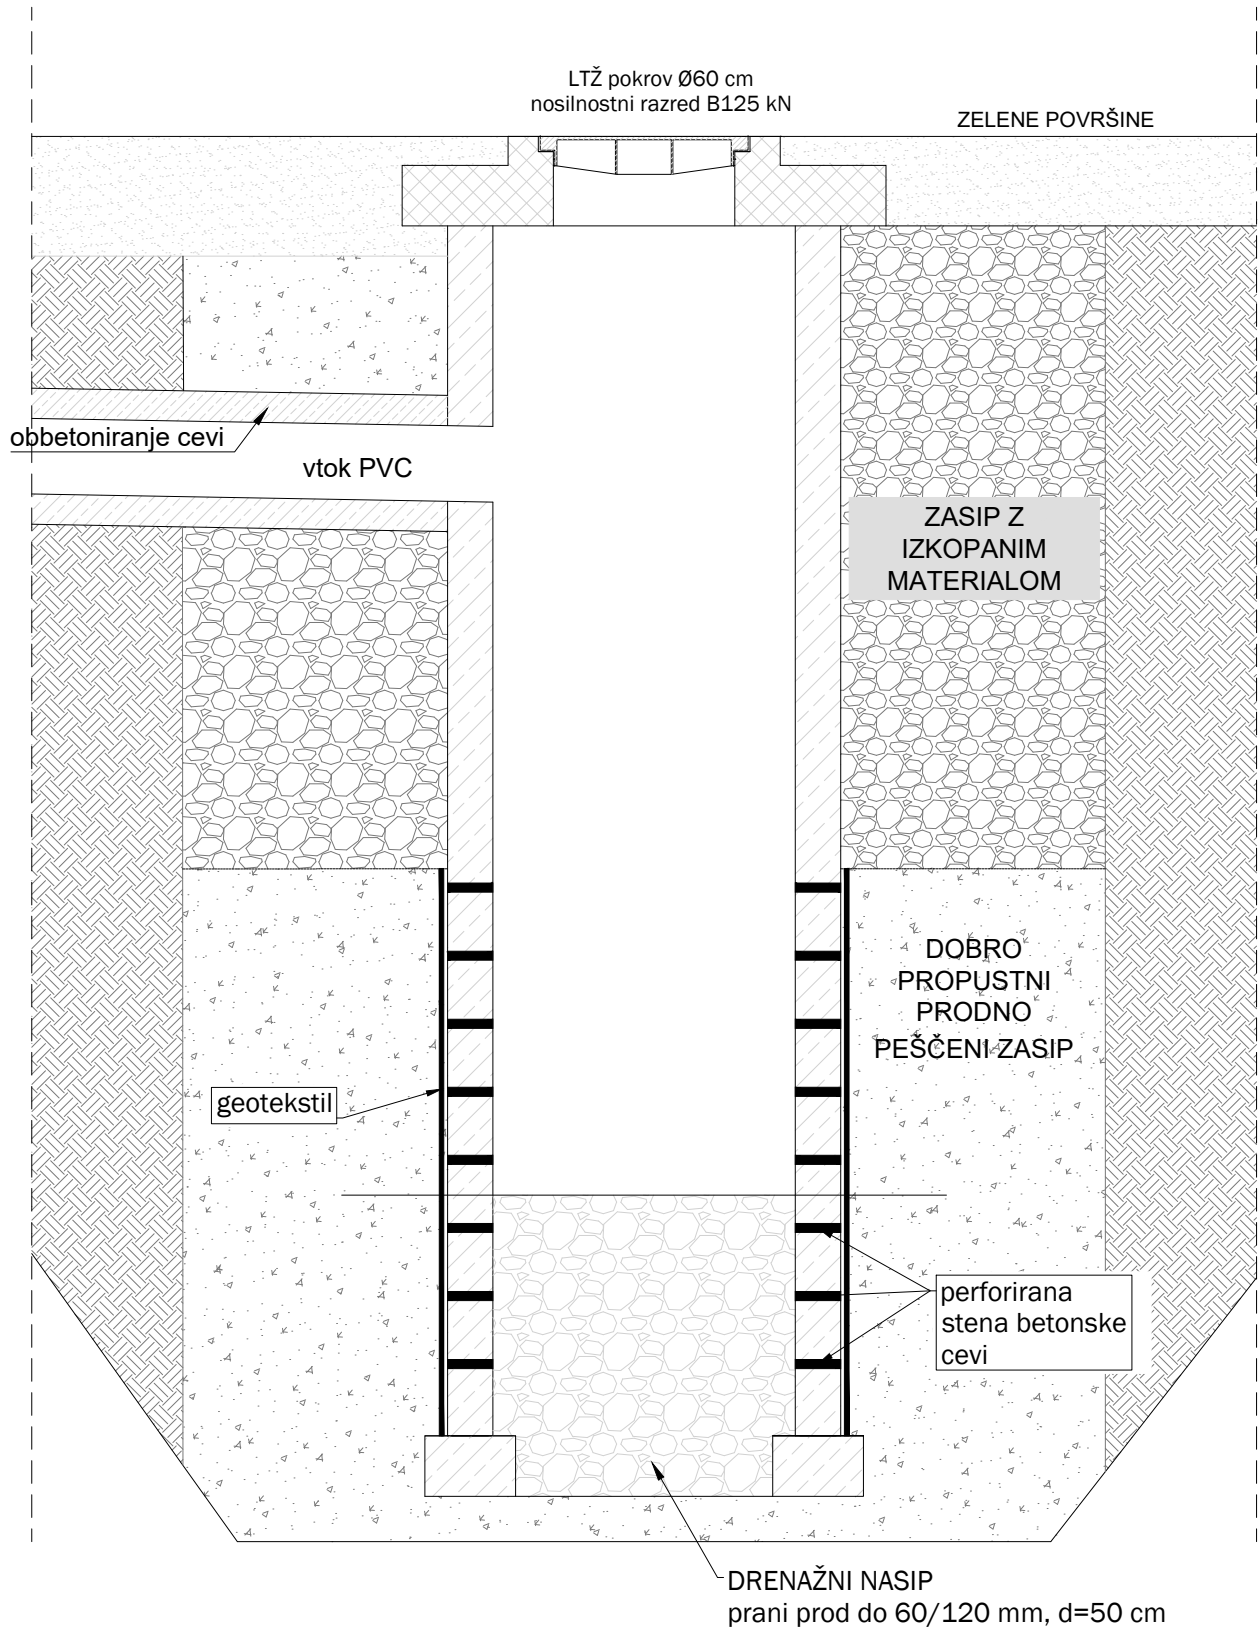 LTŽ pokrov Ø60 cm
nosilnostni razred B125 kN
ZELENE POVRŠINE
obbetoniranje cevi
vtok PVC
ZASIP Z
IZKOPANIM
MATERIALOM
DOBRO
PROPUSTNI
PRODNO
PEŠČENI ZASIP
geotekstil
perforirana
stena betonske
cevi
DRENAŽNI NASIP
prani prod do 60/120 mm, d=50 cm